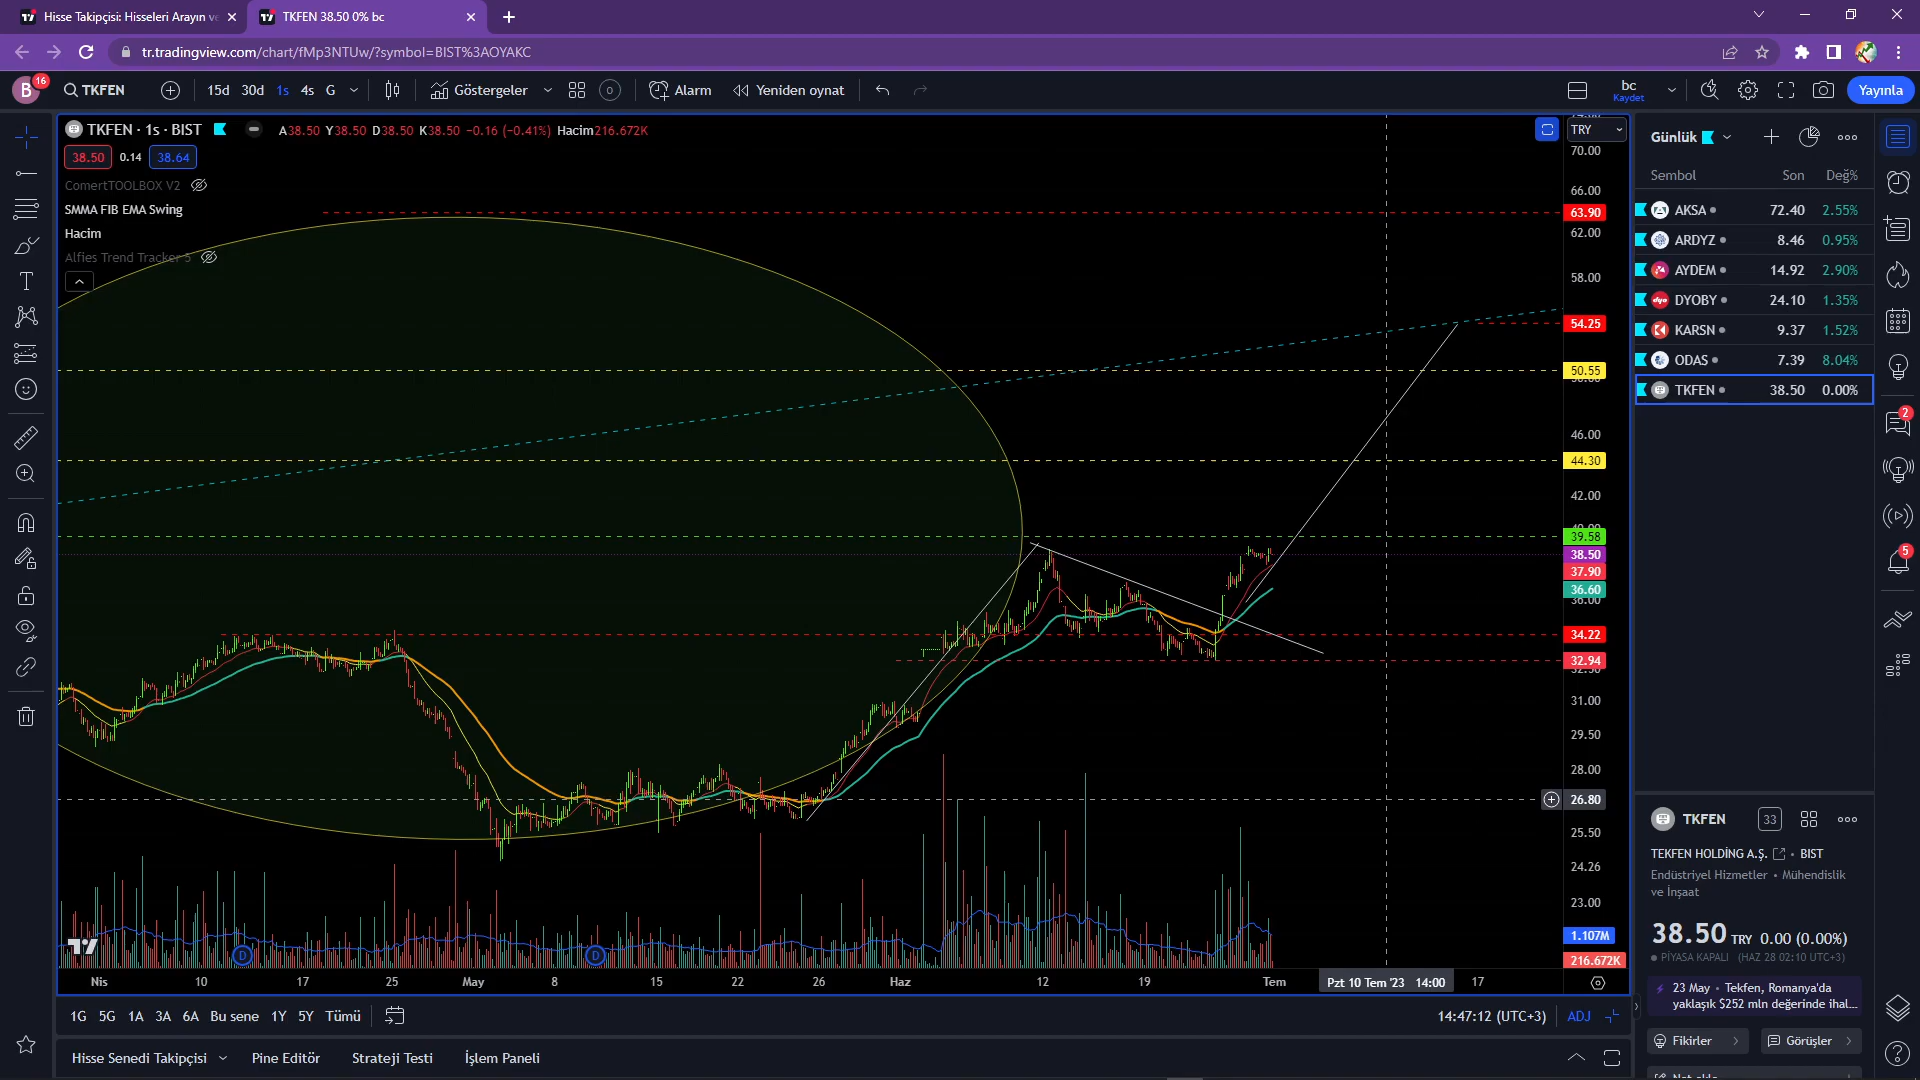 Hisse Takipçisi: Hisseleri Arayın ve
TKFEN 38.50 0% bc
tr.tradingview.com/chart/fMp3NTUw/?symbol=BIST%3AOYAKC
B
16
TKFEN
15d 30d 1s 4s G
Göstergeler
Alarm
Yeniden oynat
bc
Kaydet
Yayınla
TKFEN · 1s · BIST
A38.50 Y38.50 D38.50 K38.50 −0.16 (−0.41%) Hacim216.672K
38.50 0.14 38.64
ComertTOOLBOX V2
SMMA FIB EMA Swing
Hacim
Alfies Trend Tracker 5
TRY
70.00
66.00
63.90
62.00
58.00
54.25
50.55
46.00
44.30
42.00
39.58
38.50
37.90
36.60
36.00
34.22
32.94
31.00
29.50
28.00
26.80
25.50
24.26
23.00
1.107M
216.672K
D
D
Nis 10 17 25 May 8 15 22 26 Haz 12 19 Tem Pzt 10 Tem '23 14:00 17
1G 5G 1A 3A 6A Bu sene 1Y 5Y Tümü
14:47:12 (UTC+3) ADJ
Hisse Senedi Takipçisi Pine Editör Strateji Testi İşlem Paneli
Günlük
Sembol Son Değ%
AKSA 72.40 2.55%
ARDYZ 8.46 0.95%
AYDEM 14.92 2.90%
DYOBY 24.10 1.35%
KARSN 9.37 1.52%
ODAS 7.39 8.04%
TKFEN 38.50 0.00%
2
5
TKFEN
33
TEKFEN HOLDİNG A.Ş. • BIST
Endüstriyel Hizmetler • Mühendislik
ve İnşaat
38.50 TRY 0.00 (0.00%)
PİYASA KAPALI (HAZ 28 02:10 UTC+3)
23 May • Tekfen, Romanya'da
yaklaşık $252 mln değerinde ihal...
Fikirler
Görüşler